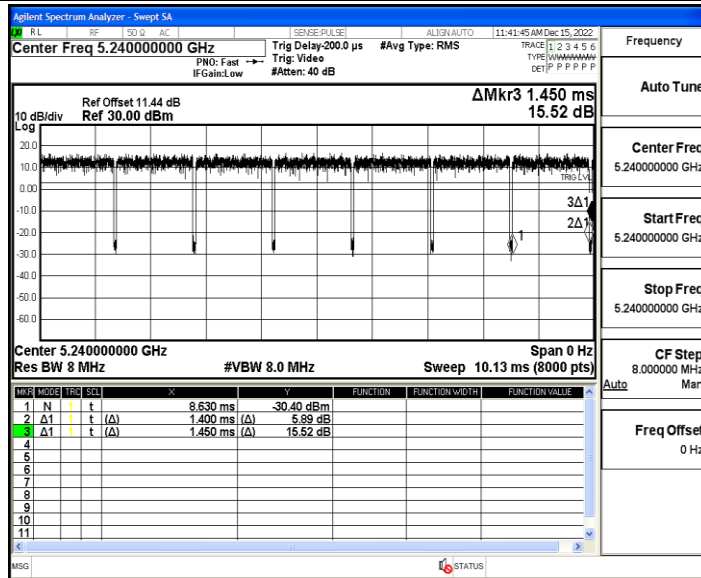 Agilent Spectrum Analyzer - Swept SA
RL RF 50 Ω AC SENSE:PULSE ALIGN AUTO 11:41:45 AM Dec 15, 2022
Center Freq 5.240000000 GHz
PNO: Fast
IFGain:Low
Trig Delay-200.0 µs
Trig: Video
#Atten: 40 dB
#Avg Type: RMS
TRACE 1 2 3 4 5 6
TYPE WWWWWW
DET P P P P P P
Ref Offset 11.44 dB
10 dB/div Ref 30.00 dBm
ΔMkr3 1.450 ms
15.52 dB
Log
20.0
10.0
TRIG LVL
0.00
3Δ1
-10.0
2Δ1
1
-20.0
-30.0
-40.0
-50.0
-60.0
Center 5.240000000 GHz Span 0 Hz
Res BW 8 MHz #VBW 8.0 MHz Sweep 10.13 ms (8000 pts)
MKR MODE TRC SCL X Y FUNCTION FUNCTION WIDTH FUNCTION VALUE
1 N 1 t 8.630 ms -30.40 dBm
2 Δ1 1 t (Δ) 1.400 ms (Δ) 5.89 dB
3 Δ1 1 t (Δ) 1.450 ms (Δ) 15.52 dB
4
5
6
7
8
9
10
11
MSG STATUS
Frequency
Auto Tune
Center Freq
5.240000000 GHz
Start Freq
5.240000000 GHz
Stop Freq
5.240000000 GHz
CF Step
8.000000 MHz
Auto Man
Freq Offset
0 Hz